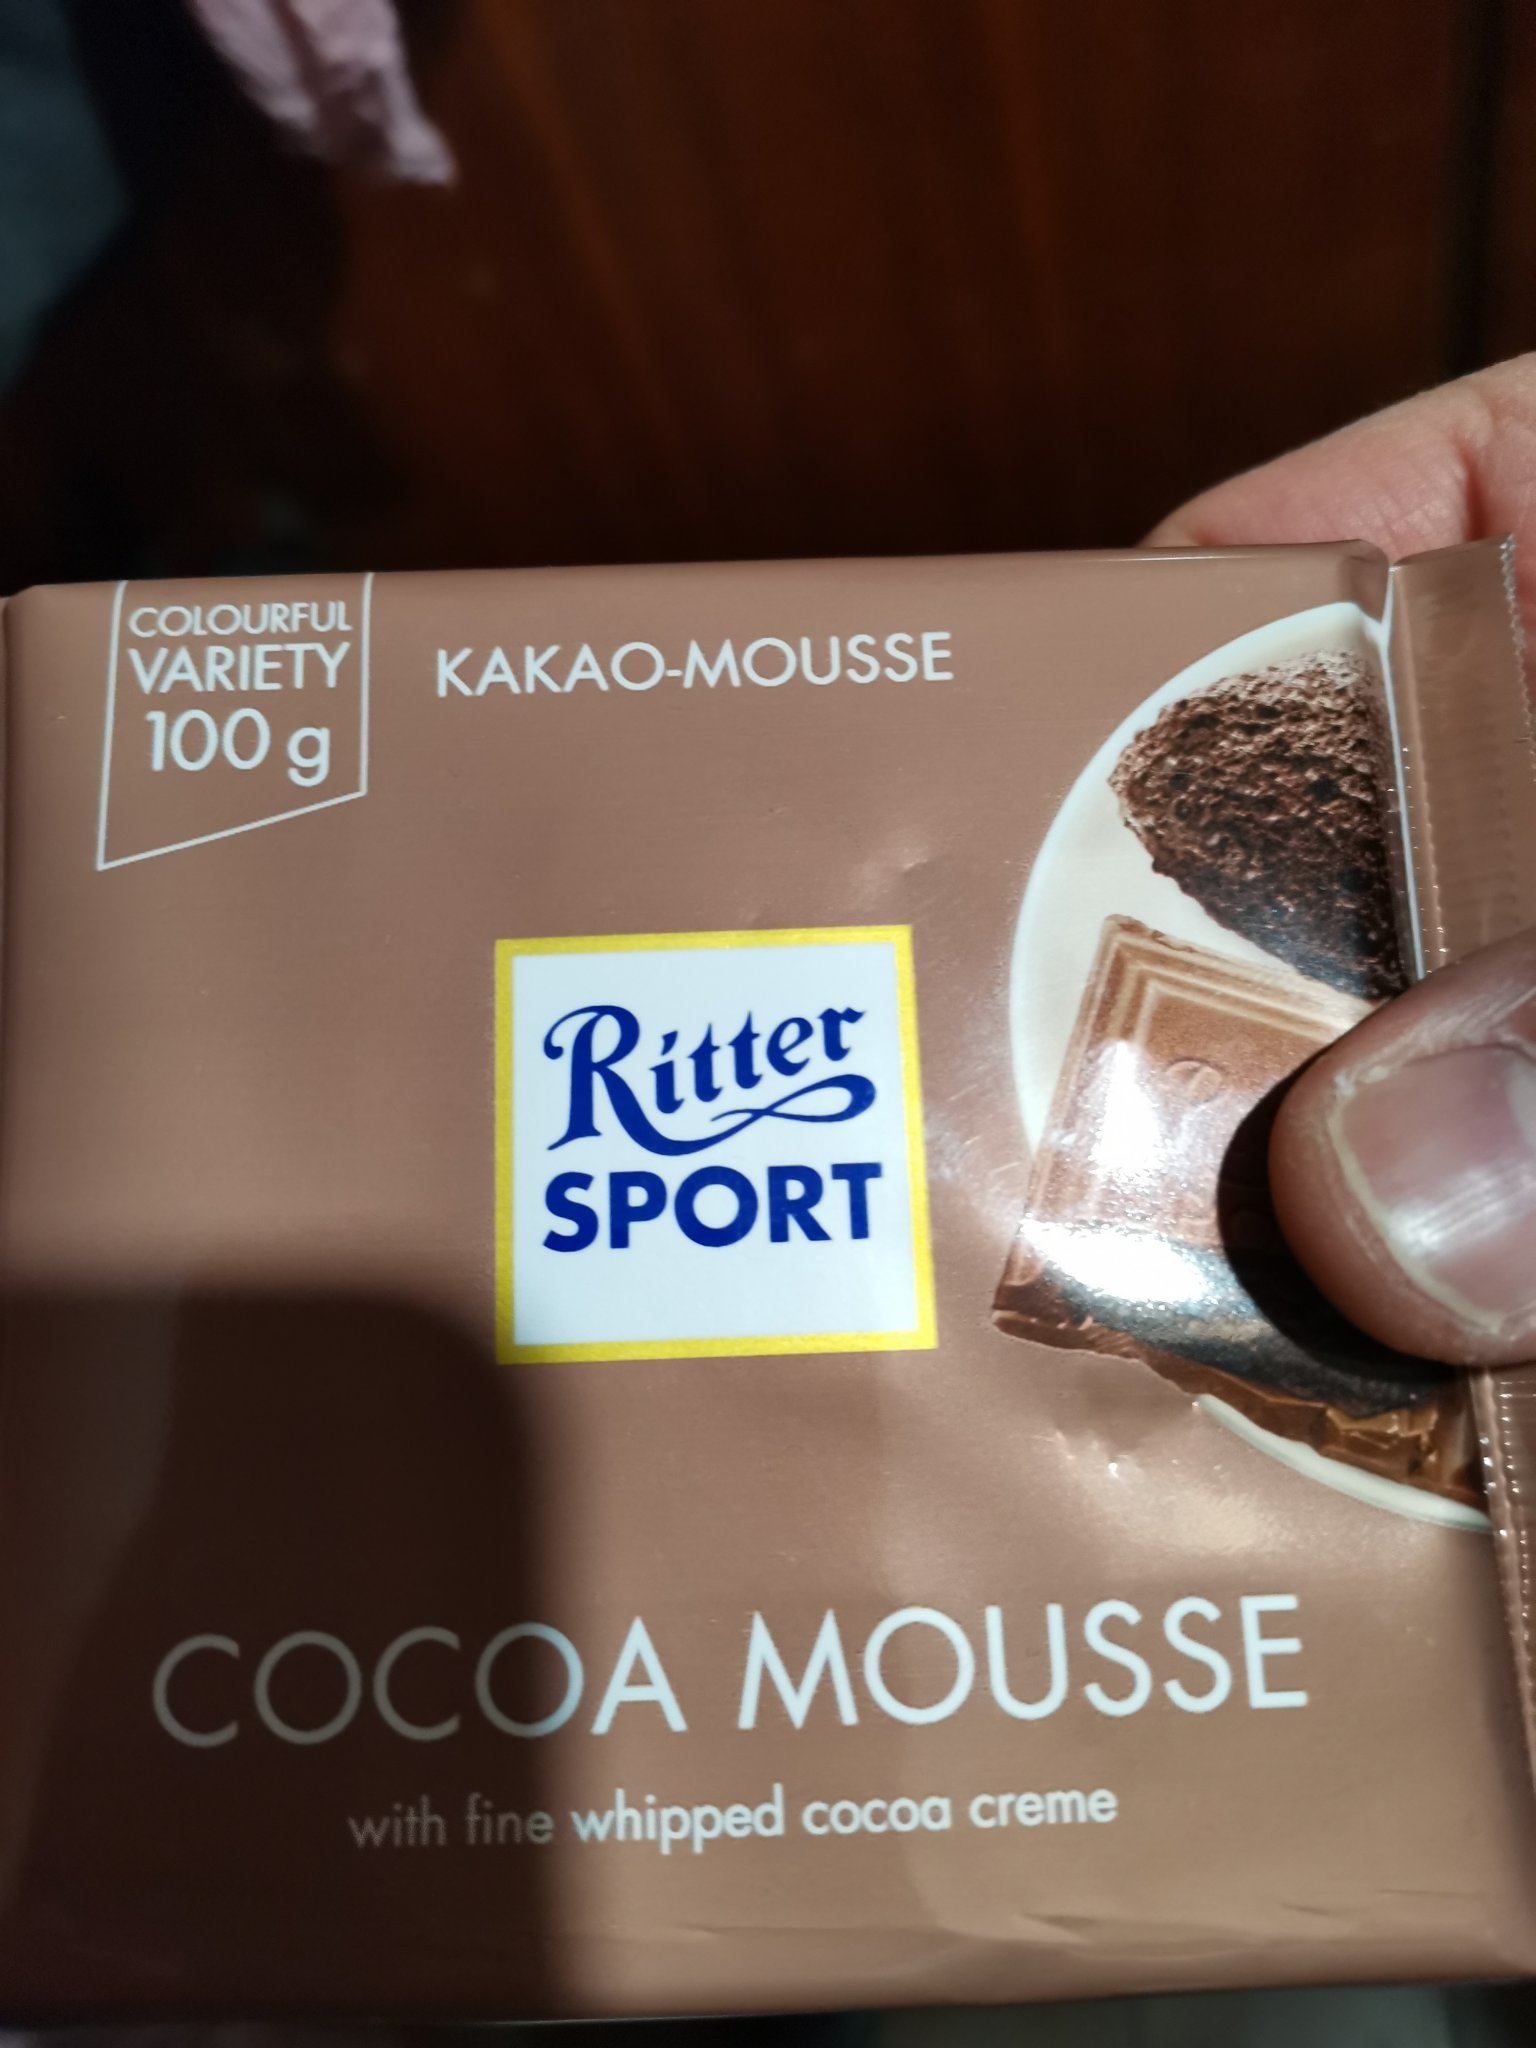 COLOURFUL
VARIETY
100 g
KAKAO-MOUSSE
Ritter
SPORT
COCOA MOUSSE
with fine whipped cocoa creme